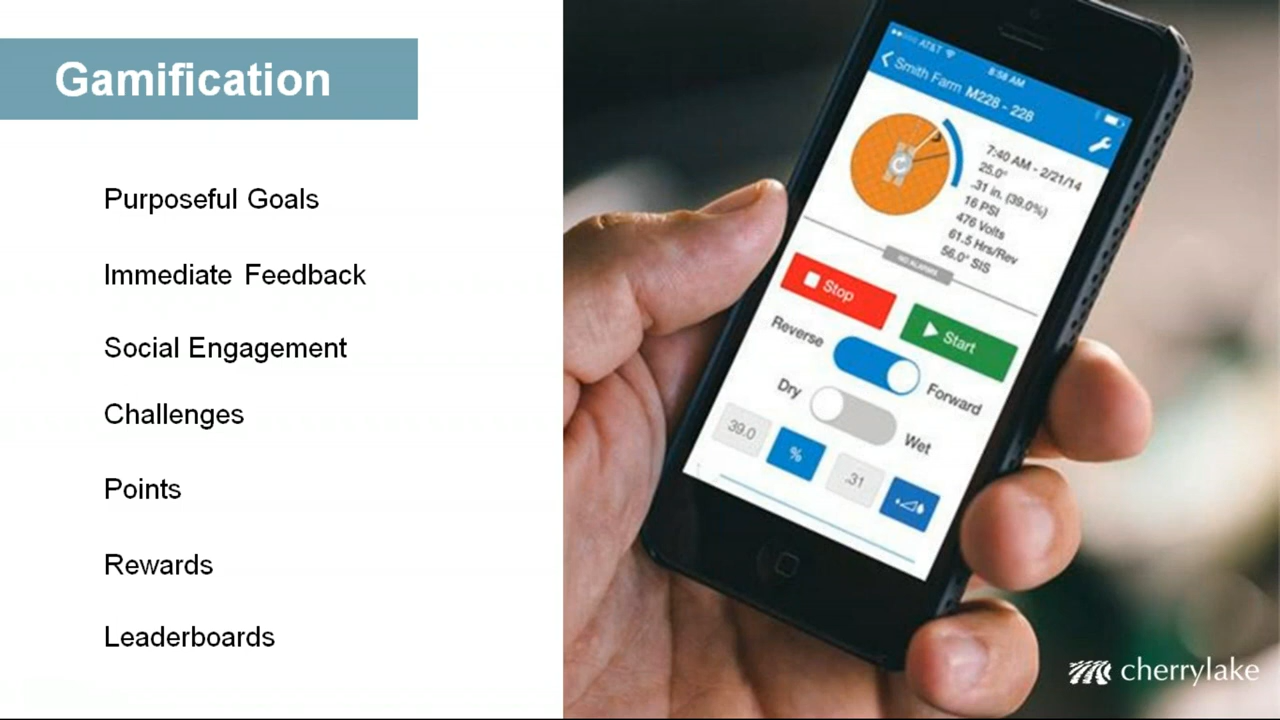 Gamification
Purposeful Goals
Immediate Feedback
Social Engagement
Challenges
Points
Rewards
Leaderboards
AT&T
8:58 AM
Smith Farm M228 - 228
7:40 AM - 2/21/14
25.0°
.31 in. (39.0%)
16 PSI
476 Volts
61.5 Hrs/Rev
56.0° SIS
NO ALARMS
Stop
Start
Reverse
Forward
Dry
Wet
39.0
%
.31
cherrylake